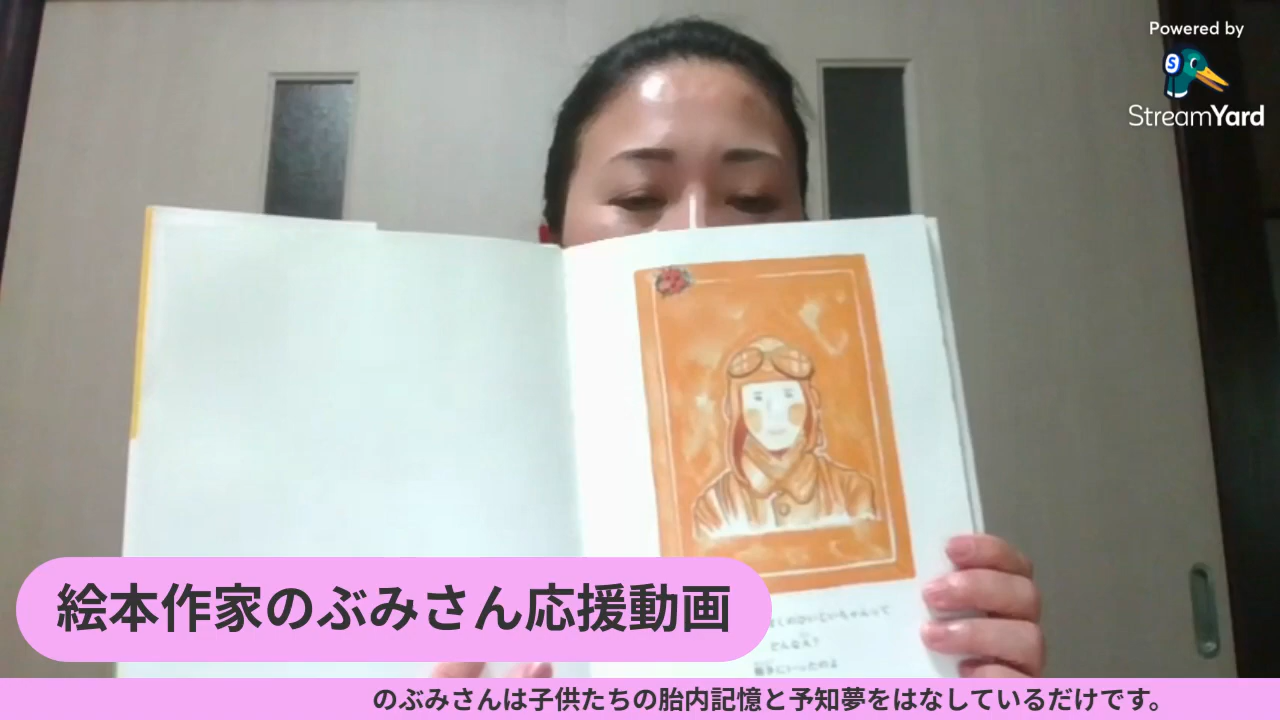 Powered by
StreamYard
どんなん?
絵本作家のぶみさん応援動画
のぶみさんは子供たちの胎内記憶と予知夢をはなしているだけです。